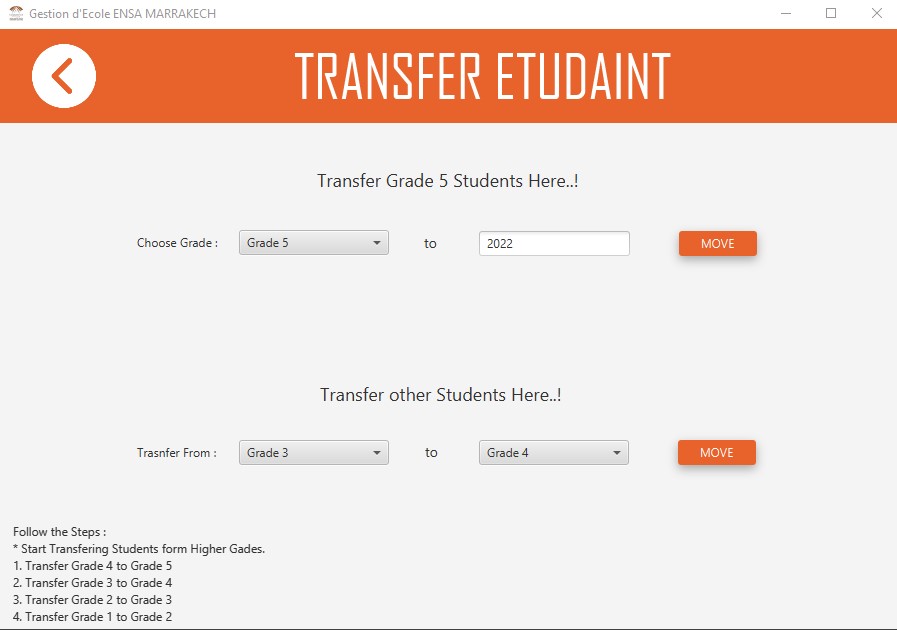 Gestion d'Ecole ENSA MARRAKECH
TRANSFER ETUDAINT
Transfer Grade 5 Students Here..!
Choose Grade : Grade 5 to 2022 MOVE
Transfer other Students Here..!
Trasnfer From : Grade 3 to Grade 4 MOVE
Follow the Steps :
* Start Transfering Students form Higher Gades.
1. Transfer Grade 4 to Grade 5
2. Transfer Grade 3 to Grade 4
3. Transfer Grade 2 to Grade 3
4. Transfer Grade 1 to Grade 2